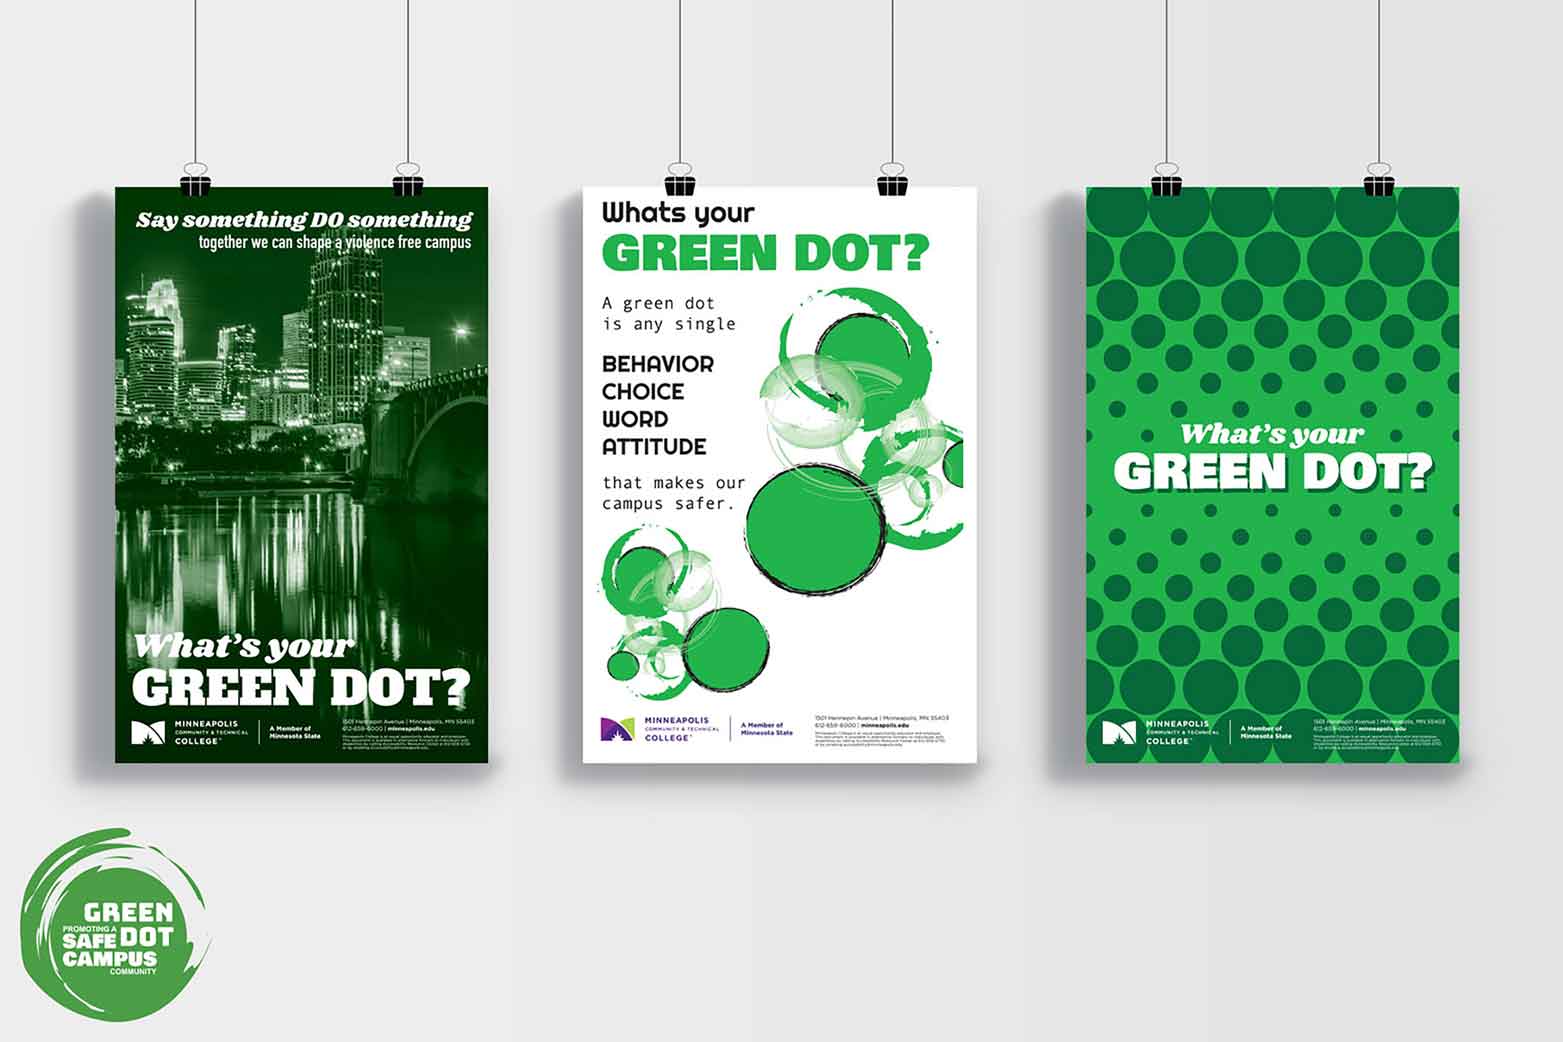 Say something DO something
together we can shape a violence free campus
What's your
GREEN DOT?
MINNEAPOLIS
COMMUNITY & TECHNICAL
COLLEGE
A Member of
Minnesota State
1501 Hennepin Avenue | Minneapolis, MN 55403
612-659-6000 | minneapolis.edu
Whats your
GREEN DOT?
A green dot
is any single
BEHAVIOR
CHOICE
WORD
ATTITUDE
that makes our
campus safer.
MINNEAPOLIS
COMMUNITY & TECHNICAL
COLLEGE
A Member of
Minnesota State
1501 Hennepin Avenue | Minneapolis, MN 55403
612-659-6000 | minneapolis.edu
What's your
GREEN DOT?
MINNEAPOLIS
COMMUNITY & TECHNICAL
COLLEGE
A Member of
Minnesota State
1501 Hennepin Avenue | Minneapolis, MN 55403
612-659-6000 | minneapolis.edu
GREEN
PROMOTING A
SAFE DOT
CAMPUS
COMMUNITY